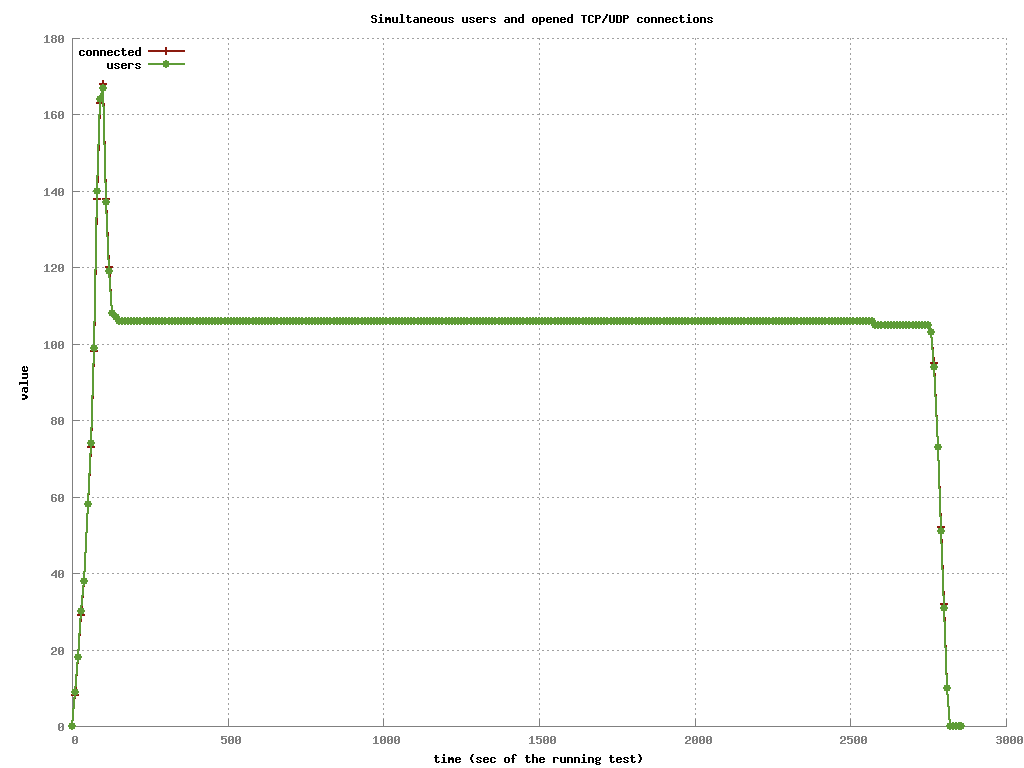 Simultaneous users and opened TCP/UDP connections
180
connected
users
160
140
120
100
value
80
60
40
20
0
0 500 1000 1500 2000 2500 3000
time (sec of the running test)